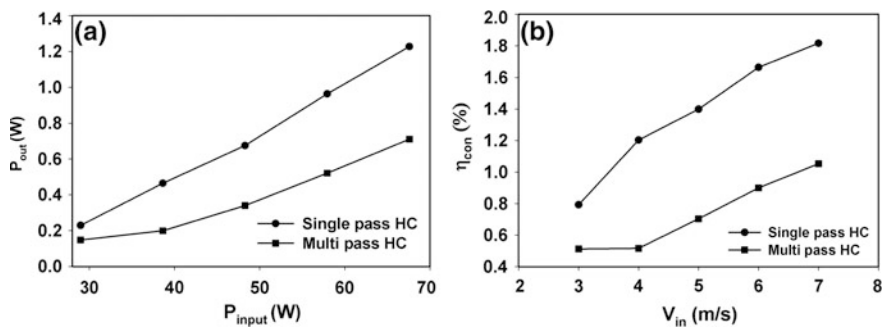 (a)
1.4
1.2
1.0
0.8
0.6
0.4
0.2
0.0
P_out (W)
Single pass HC
Multi pass HC
30 40 50 60 70
P_input (W)
(b)
2.0
1.8
1.6
1.4
1.2
1.0
0.8
0.6
0.4
η_con (%)
Single pass HC
Multi pass HC
2 3 4 5 6 7 8
V_in (m/s)